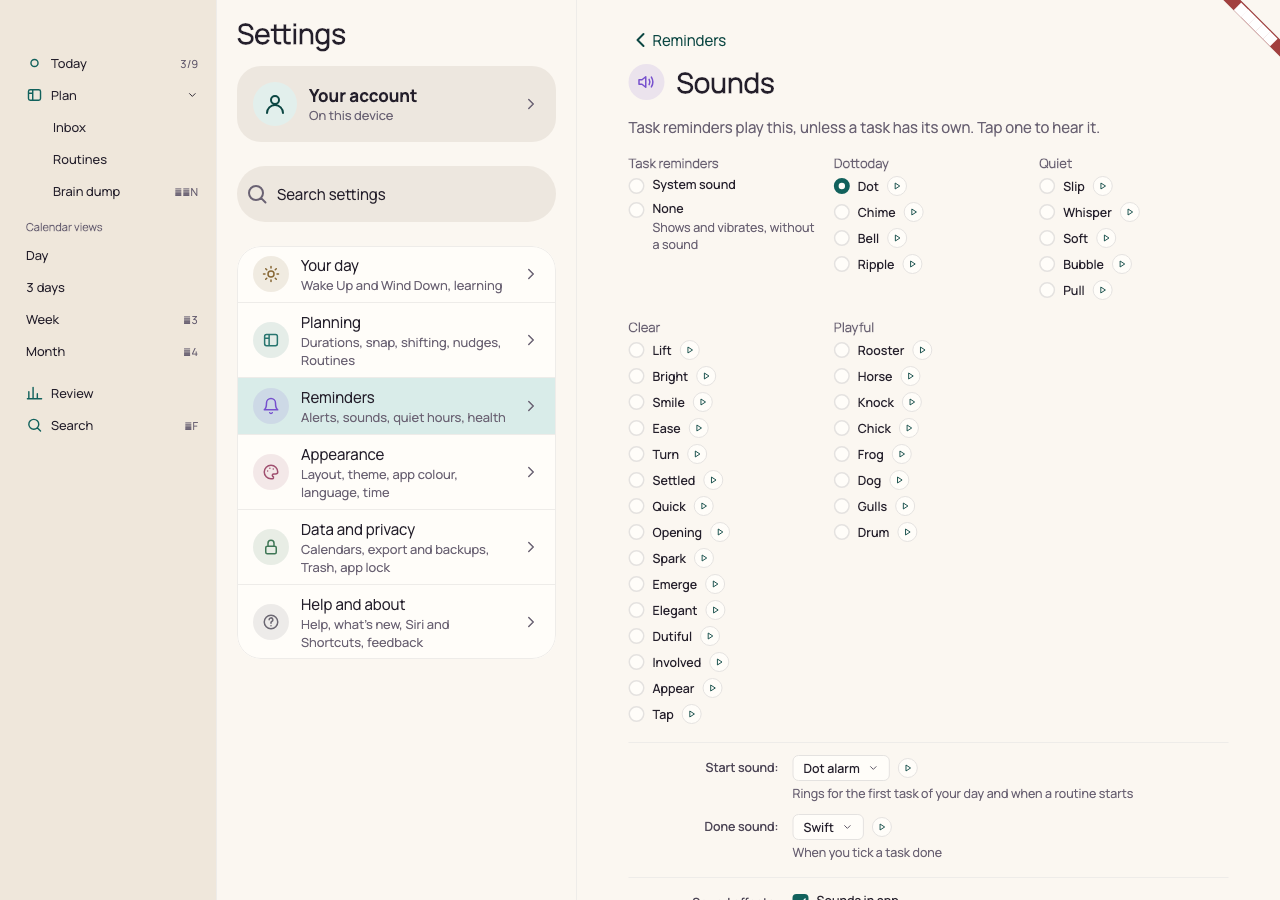 Today 3/9
Plan
Inbox
Routines
Brain dump N
Calendar views
Day
3 days
Week 3
Month 4
Review
Search F
Settings
Your account
On this device
Search settings
Your day
Wake Up and Wind Down, learning
Planning
Durations, snap, shifting, nudges,
Routines
Reminders
Alerts, sounds, quiet hours, health
Appearance
Layout, theme, app colour,
language, time
Data and privacy
Calendars, export and backups,
Trash, app lock
Help and about
Help, what's new, Siri and
Shortcuts, feedback
Reminders
Sounds
Task reminders play this, unless a task has its own. Tap one to hear it.
Task reminders
System sound
None
Shows and vibrates, without
a sound
Dottoday
Dot
Chime
Bell
Ripple
Quiet
Slip
Whisper
Soft
Bubble
Pull
Clear
Lift
Bright
Smile
Ease
Turn
Settled
Quick
Opening
Spark
Emerge
Elegant
Dutiful
Involved
Appear
Tap
Playful
Rooster
Horse
Knock
Chick
Frog
Dog
Gulls
Drum
Start sound: Dot alarm
Rings for the first task of your day and when a routine starts
Done sound: Swift
When you tick a task done
Sounds in app